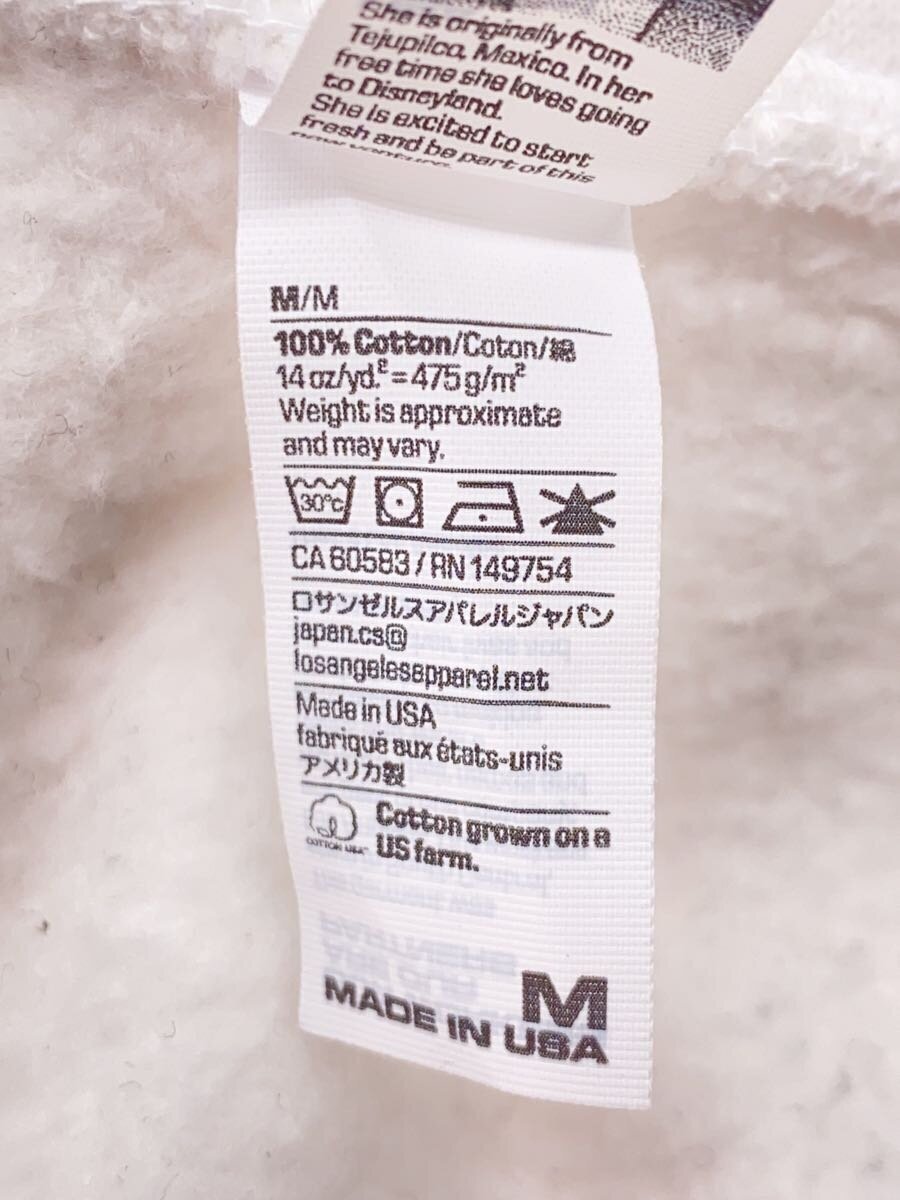 She is originally from
Tejupilco, Mexico. In her
free time she loves going
to Disneyland.
She is excited to start
fresh and be part of this
new venture.
M/M
100% Cotton/Coton/綿
14 oz/yd.² = 475 g/m²
Weight is approximate
and may vary.
30°C
CA 60583 / RN 149754
ロサンゼルスアパレルジャパン
japan.cs@
losangelesapparel.net
Made in USA
fabriqué aux états-unis
アメリカ製
COTTON USA™
Cotton grown on a
US farm.
M
MADE IN USA